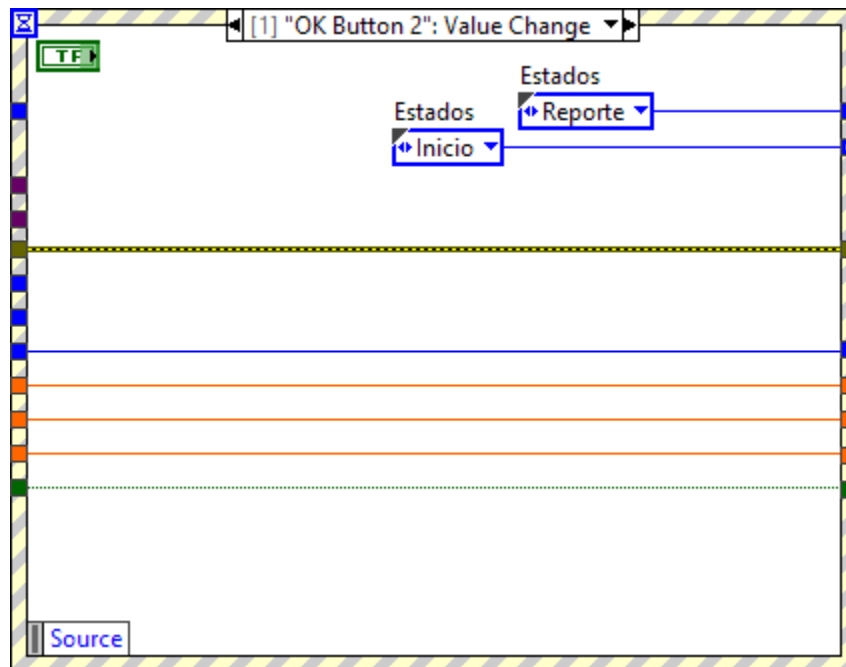 [1] "OK Button 2": Value Change
TF
Estados
Reporte
Estados
Inicio
Source